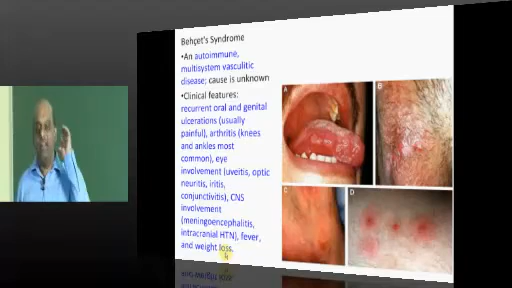 Behçet's Syndrome
•An autoimmune,
multisystem vasculitic
disease; cause is unknown
•Clinical features:
recurrent oral and genital
ulcerations (usually
painful), arthritis (knees
and ankles most
common), eye
involvement (uveitis, optic
neuritis, iritis,
conjunctivitis), CNS
involvement
(meningoencephalitis,
intracranial HTN), fever,
and weight loss.
A
B
C
D